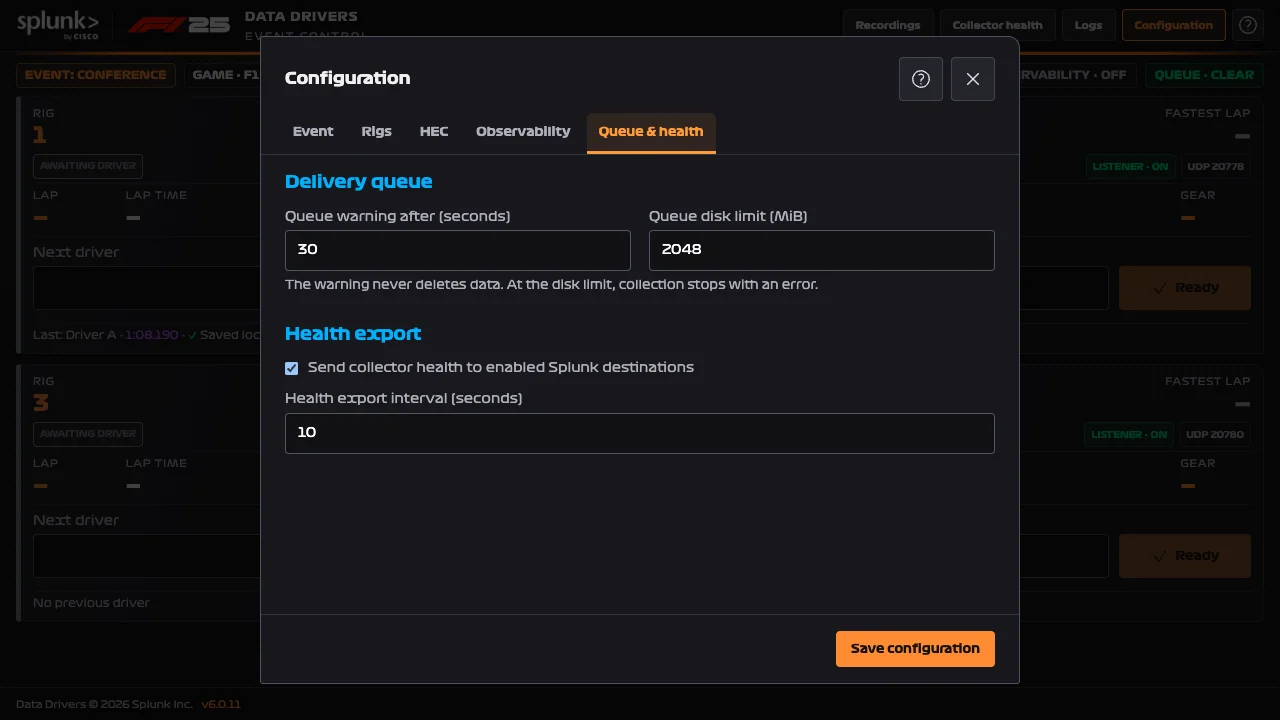 splunk>
by CISCO
F1 25
DATA DRIVERS
EVENT CONTROL
Recordings
Collector health
Logs
Configuration
?
EVENT: CONFERENCE
GAME · F1
RVABILITY · OFF
QUEUE · CLEAR
Configuration
?
Event
Rigs
HEC
Observability
Queue & health
Delivery queue
Queue warning after (seconds)
Queue disk limit (MiB)
30
2048
The warning never deletes data. At the disk limit, collection stops with an error.
Health export
Send collector health to enabled Splunk destinations
Health export interval (seconds)
10
Save configuration
RIG
1
AWAITING DRIVER
FASTEST LAP
LISTENER · ON
UDP 20778
LAP
LAP TIME
GEAR
Next driver
Ready
Last: Driver A · 1:08.190 · ✓ Saved loc
RIG
3
AWAITING DRIVER
FASTEST LAP
LISTENER · ON
UDP 20780
LAP
LAP TIME
GEAR
Next driver
Ready
No previous driver
Data Drivers © 2026 Splunk Inc. v6.0.11